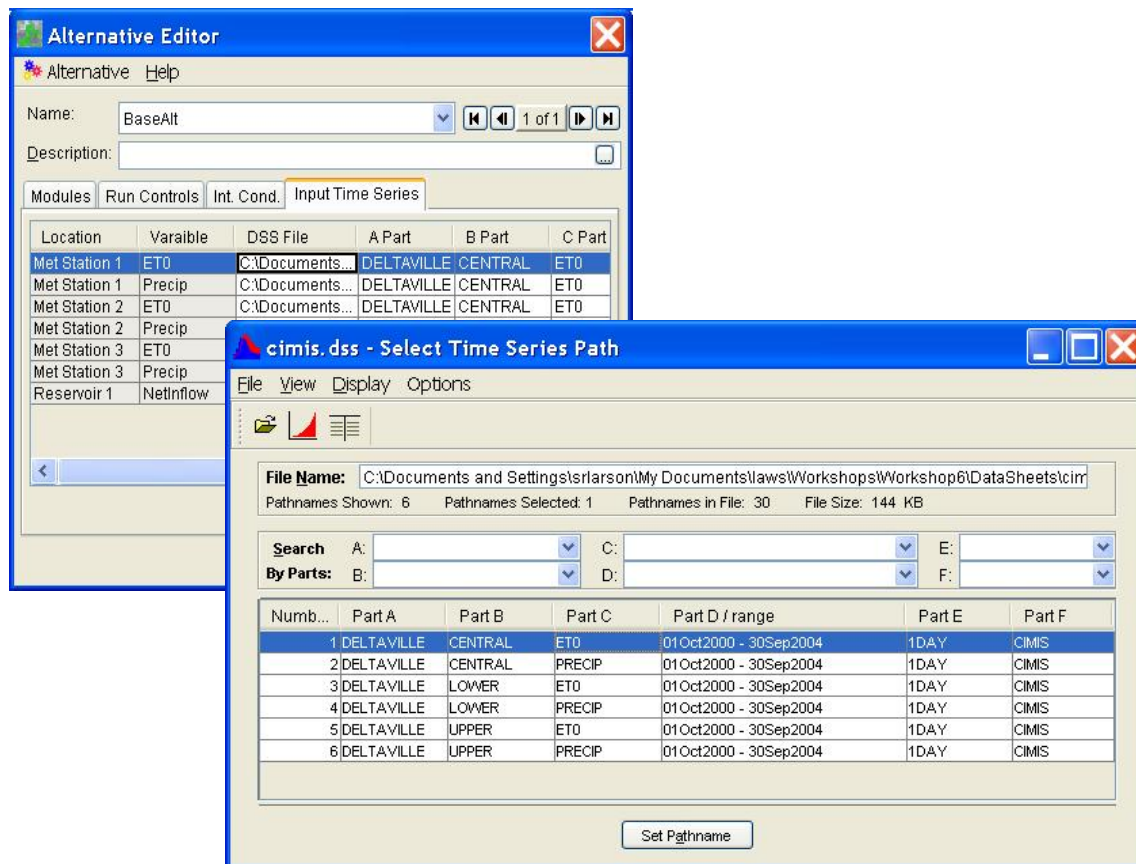 Alternative Editor
Alternative Help
Name: BaseAlt 1 of 1
Description: ...
Modules Run Controls Int. Cond. Input Time Series
Location Varaible DSS File A Part B Part C Part
Met Station 1 ET0 C:\Documents... DELTAVILLE CENTRAL ET0
Met Station 1 Precip C:\Documents... DELTAVILLE CENTRAL ET0
Met Station 2 ET0 C:\Documents... DELTAVILLE CENTRAL ET0
Met Station 2 Precip
Met Station 3 ET0
Met Station 3 Precip
Reservoir 1 NetInflow
cimis.dss - Select Time Series Path
File View Display Options
File Name: C:\Documents and Settings\srlarson\My Documents\Iaws\Workshops\Workshop6\DataSheets\cim
Pathnames Shown: 6 Pathnames Selected: 1 Pathnames in File: 30 File Size: 144 KB
Search A: C: E:
By Parts: B: D: F:
Numb... Part A Part B Part C Part D / range Part E Part F
1 DELTAVILLE CENTRAL ET0 01Oct2000 - 30Sep2004 1DAY CIMIS
2 DELTAVILLE CENTRAL PRECIP 01Oct2000 - 30Sep2004 1DAY CIMIS
3 DELTAVILLE LOWER ET0 01Oct2000 - 30Sep2004 1DAY CIMIS
4 DELTAVILLE LOWER PRECIP 01Oct2000 - 30Sep2004 1DAY CIMIS
5 DELTAVILLE UPPER ET0 01Oct2000 - 30Sep2004 1DAY CIMIS
6 DELTAVILLE UPPER PRECIP 01Oct2000 - 30Sep2004 1DAY CIMIS
Set Pathname